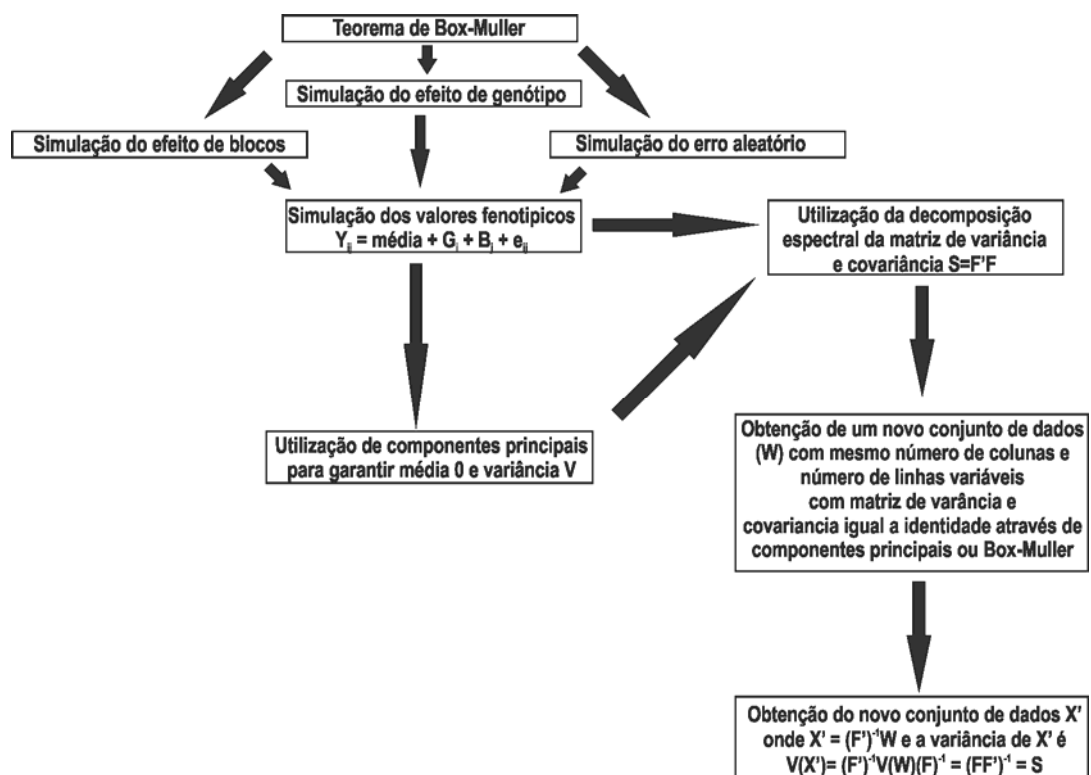 Teorema de Box-Muller
Simulação do efeito de genótipo
Simulação do efeito de blocos
Simulação do erro aleatório
Simulação dos valores fenotipicos
Yij = média + Gi + Bj + eij
Utilização da decomposição
espectral da matriz de variância
e covariância S=F'F
Utilização de componentes principais
para garantir média 0 e variância V
Obtenção de um novo conjunto de dados
(W) com mesmo número de colunas e
número de linhas variáveis
com matriz de varância e
covariancia igual a identidade através de
componentes principais ou Box-Muller
Obtenção do novo conjunto de dados X'
onde X' = (F')⁻¹W e a variância de X' é
V(X')= (F')⁻¹V(W)(F)⁻¹ = (FF')⁻¹ = S